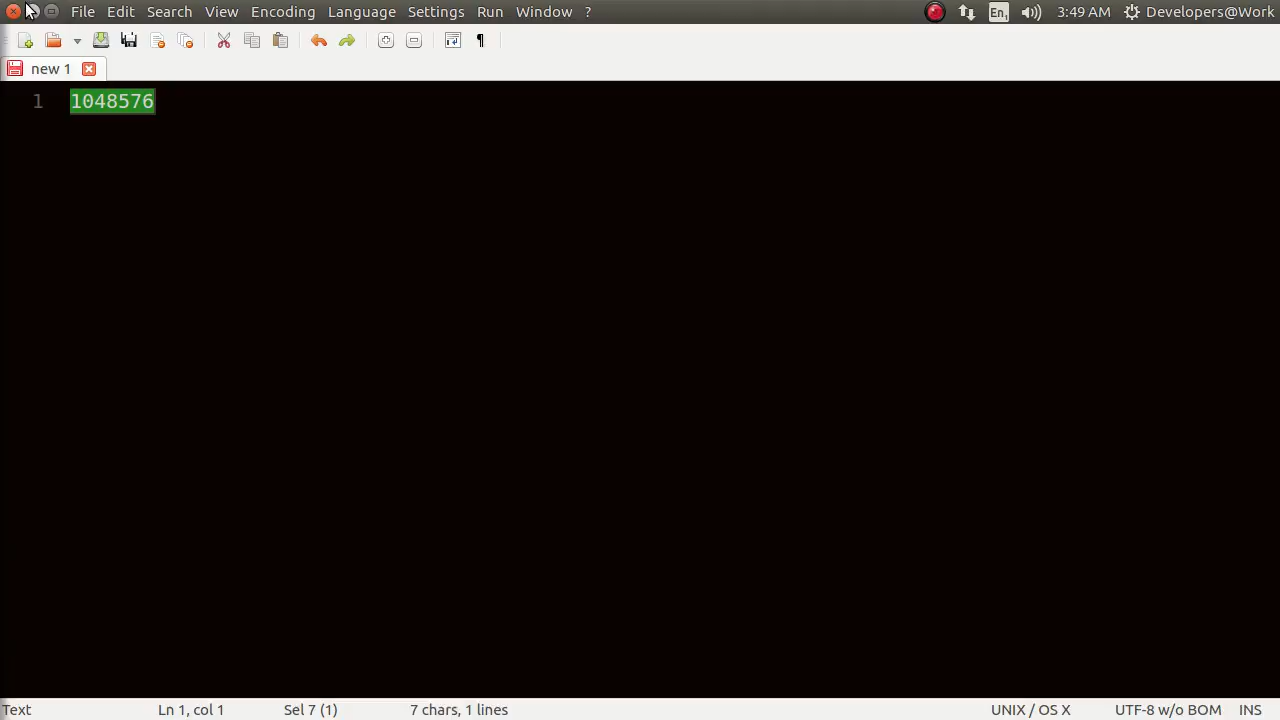 File Edit Search View Encoding Language Settings Run Window ? En1 3:49 AM Developers@Work
new 1
1 1048576
Text Ln 1, col 1 Sel 7 (1) 7 chars, 1 lines UNIX / OS X UTF-8 w/o BOM INS